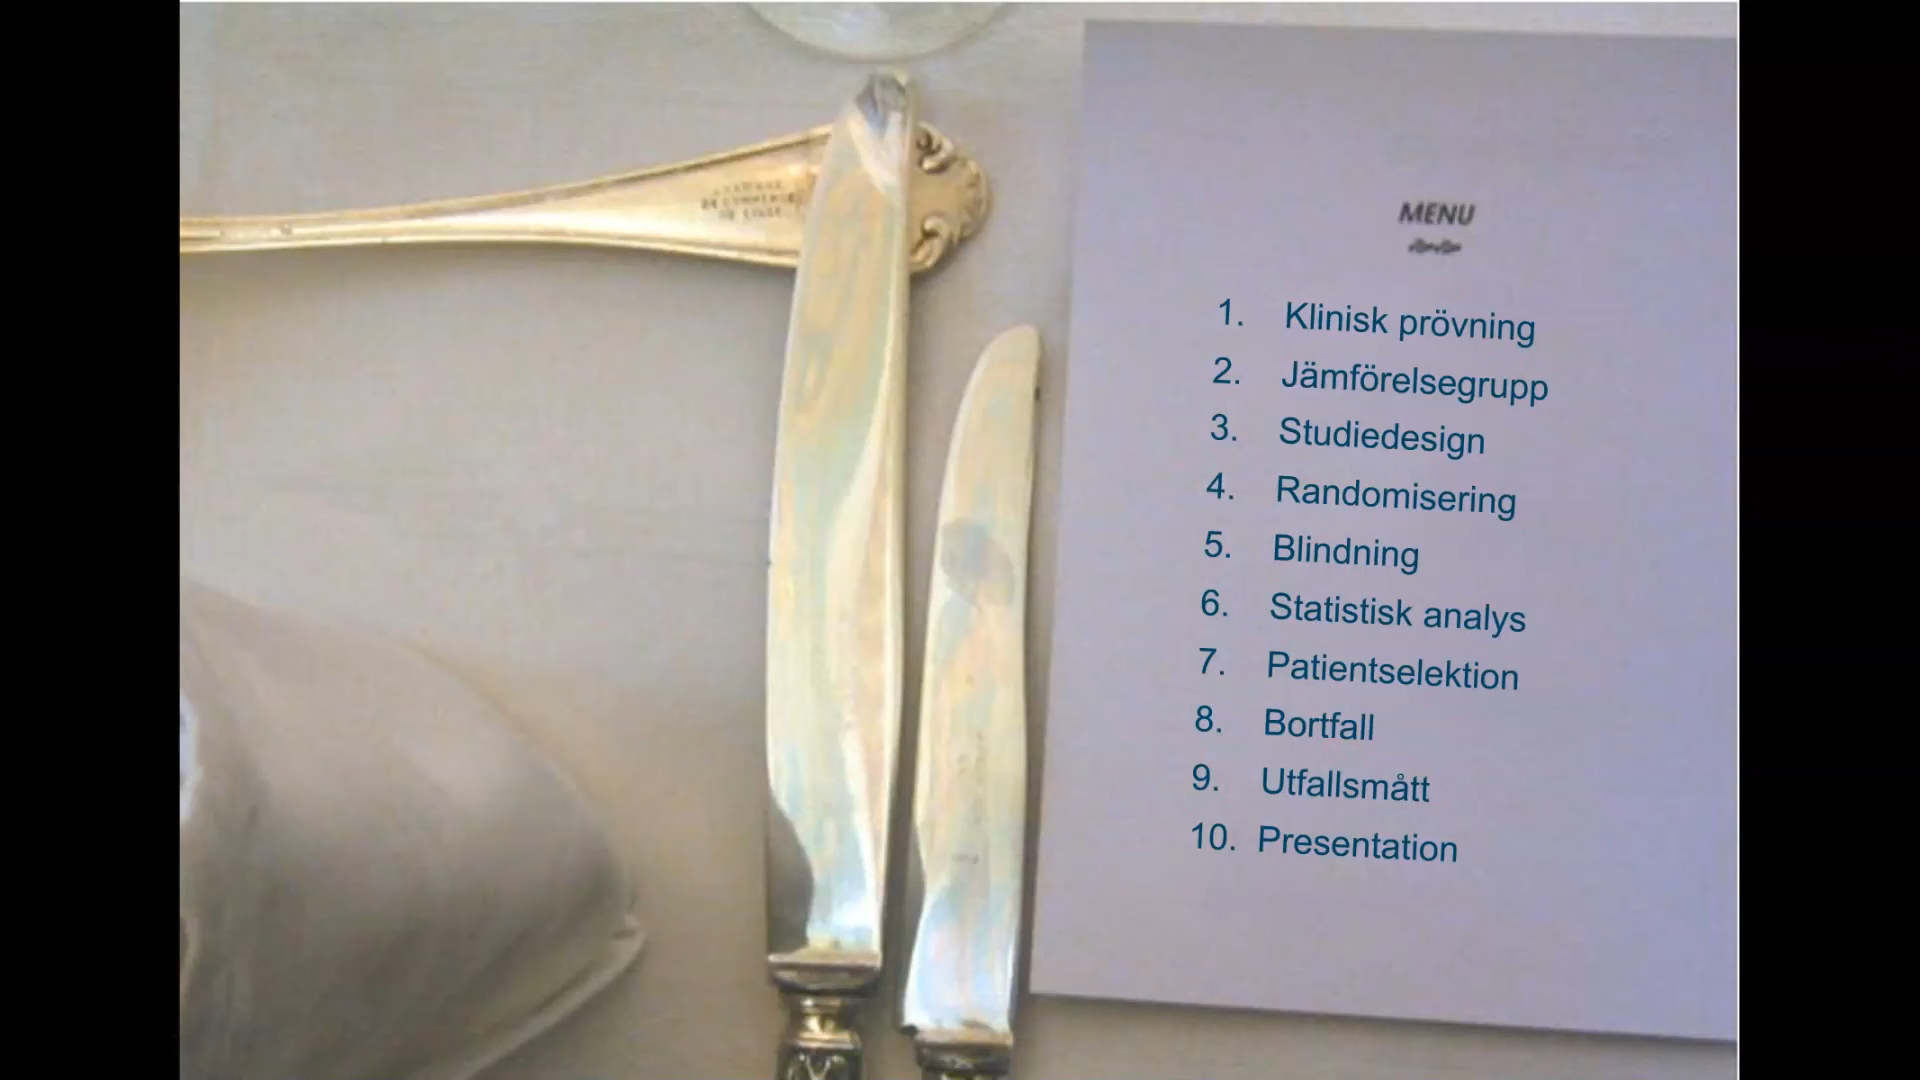 MENU
1. Klinisk prövning
2. Jämförelsegrupp
3. Studiedesign
4. Randomisering
5. Blindning
6. Statistisk analys
7. Patientselektion
8. Bortfall
9. Utfallsmått
10. Presentation